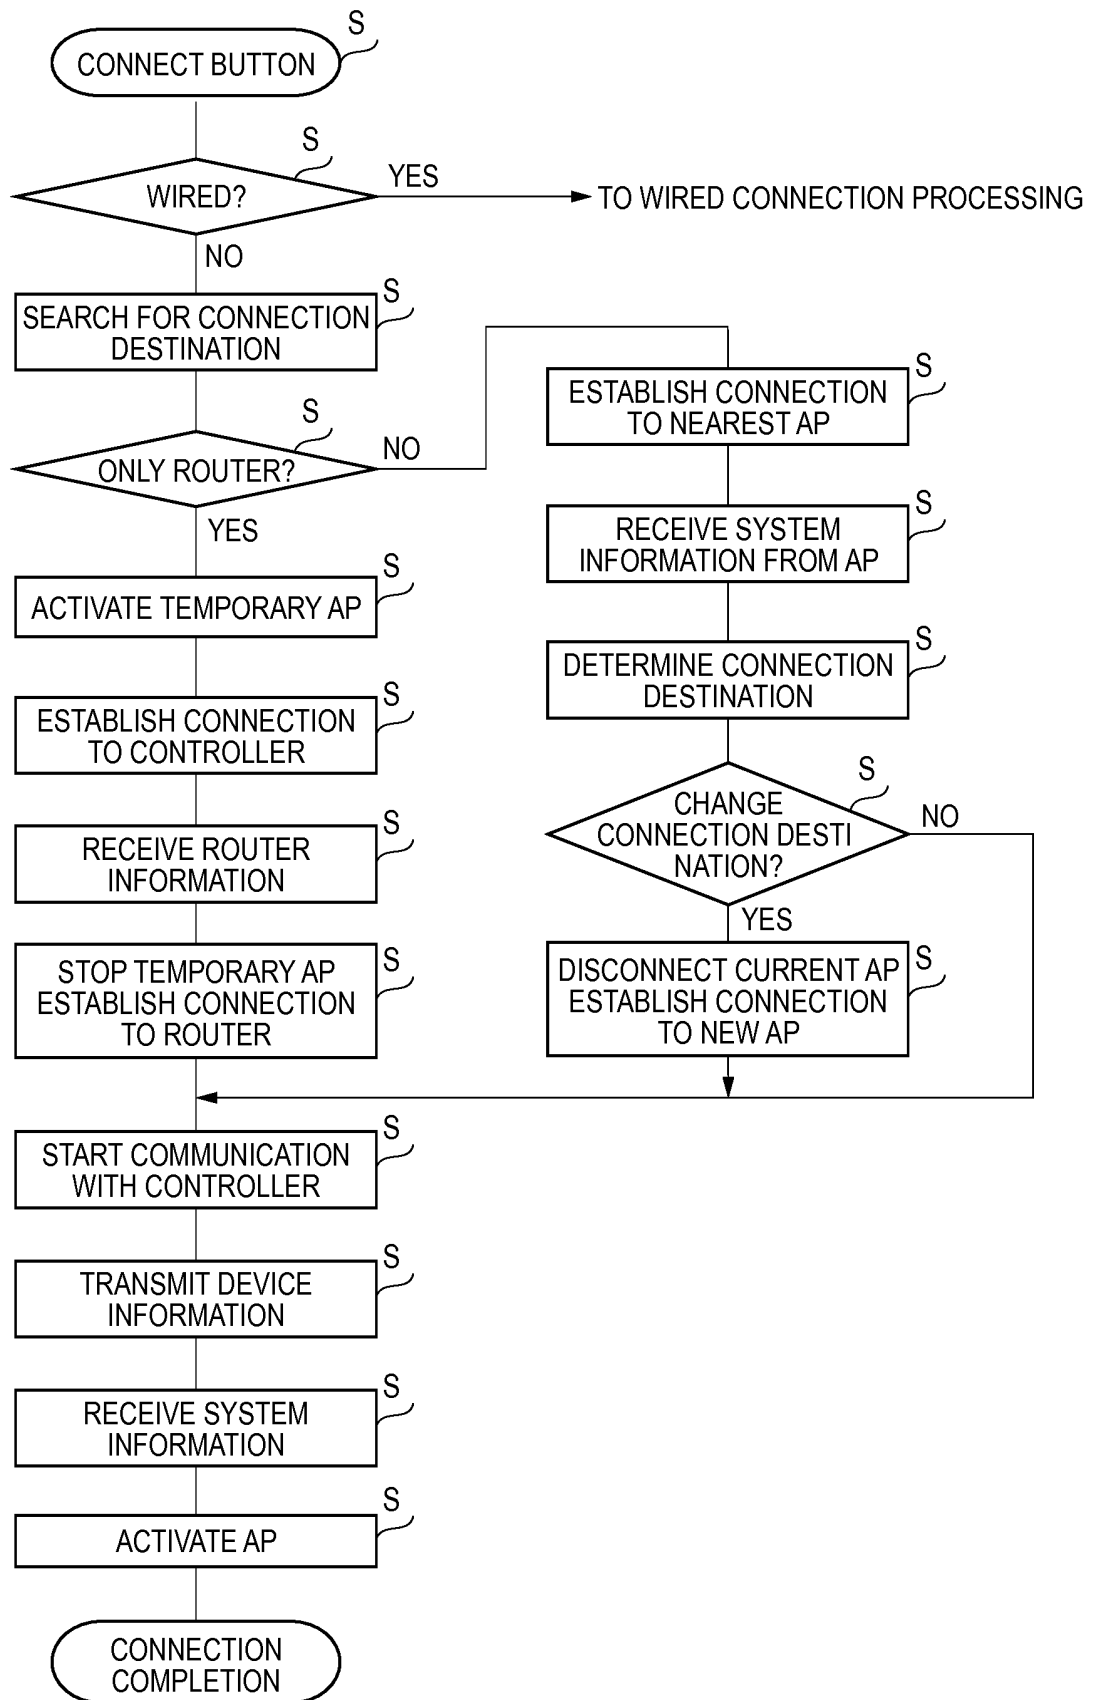 S
CONNECT BUTTON
S
WIRED?
YES
TO WIRED CONNECTION PROCESSING
NO
S
SEARCH FOR CONNECTION
DESTINATION
S
ONLY ROUTER?
NO
YES
S
ACTIVATE TEMPORARY AP
S
ESTABLISH CONNECTION
TO CONTROLLER
S
RECEIVE ROUTER
INFORMATION
S
STOP TEMPORARY AP
ESTABLISH CONNECTION
TO ROUTER
S
ESTABLISH CONNECTION
TO NEAREST AP
S
RECEIVE SYSTEM
INFORMATION FROM AP
S
DETERMINE CONNECTION
DESTINATION
S
CHANGE
CONNECTION DESTI
NATION?
NO
YES
S
DISCONNECT CURRENT AP
ESTABLISH CONNECTION
TO NEW AP
S
START COMMUNICATION
WITH CONTROLLER
S
TRANSMIT DEVICE
INFORMATION
S
RECEIVE SYSTEM
INFORMATION
S
ACTIVATE AP
CONNECTION
COMPLETION